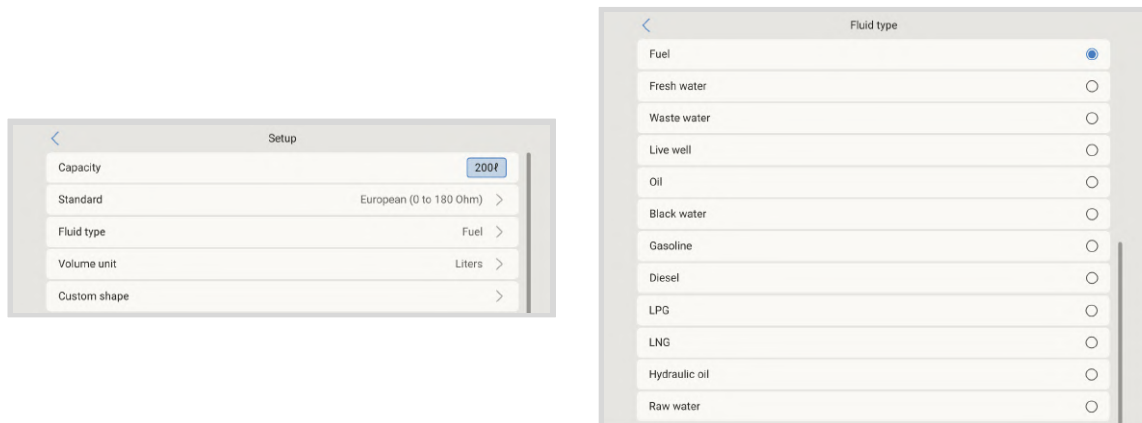 Setup
Capacity 200ℓ
Standard European (0 to 180 Ohm)
Fluid type Fuel
Volume unit Liters
Custom shape
Fluid type
Fuel
Fresh water
Waste water
Live well
Oil
Black water
Gasoline
Diesel
LPG
LNG
Hydraulic oil
Raw water